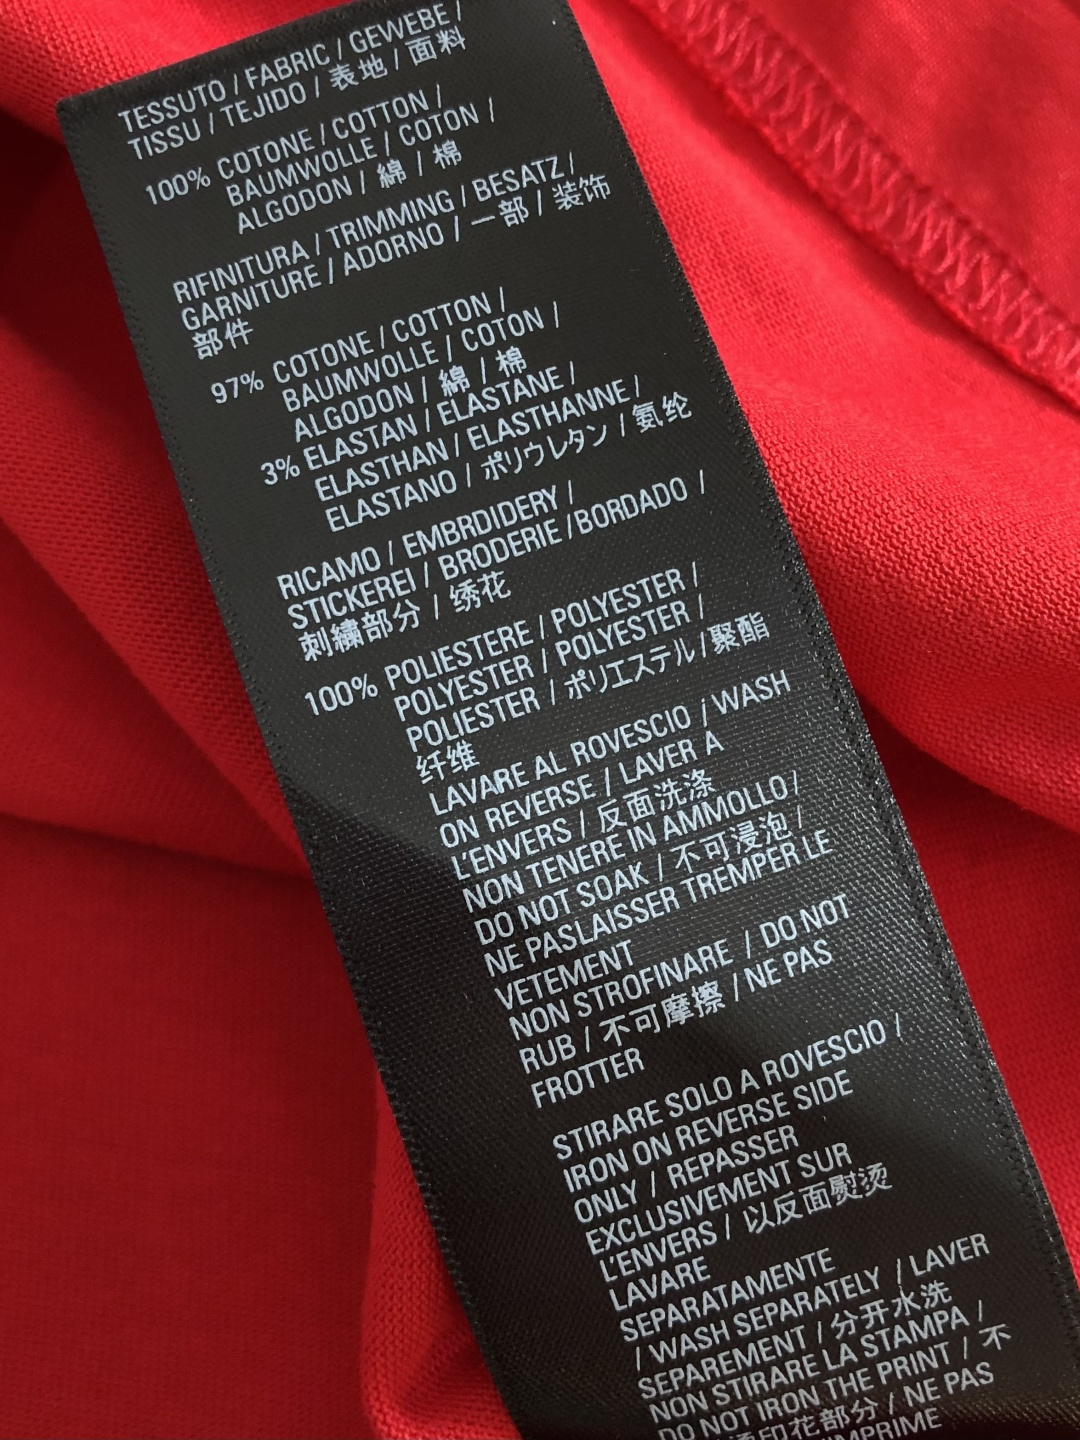 TESSUTO / FABRIC / GEWEBE /
TISSU / TEJIDO / 表地 / 面料
100% COTONE / COTTON /
BAUMWOLLE / COTON /
ALGODON / 綿 / 棉
RIFINITURA / TRIMMING / BESATZ /
GARNITURE / ADORNO / 一部 / 装饰
部件
97% COTONE / COTTON /
BAUMWOLLE / COTON /
ALGODON / 綿 / 棉
3% ELASTAN / ELASTANE /
ELASTHAN / ELASTHANNE /
ELASTANO / ポリウレタン / 氨纶
RICAMO / EMBRDIDERY /
STICKEREI / BRODERIE /BORDADO /
刺繍部分 / 绣花
100% POLIESTERE / POLYESTER /
POLYESTER / POLYESTER /
POLIESTER / ポリエステル / 聚酯
纤维
LAVARE AL ROVESCIO / WASH
ON REVERSE / LAVER A
L'ENVERS / 反面洗涤
NON TENERE IN AMMOLLO /
DO NOT SOAK / 不可浸泡 /
NE PASLAISSER TREMPER LE
VETEMENT
NON STROFINARE / DO NOT
RUB / 不可摩擦 / NE PAS
FROTTER
STIRARE SOLO A ROVESCIO /
IRON ON REVERSE SIDE
ONLY / REPASSER
EXCLUSIVEMENT SUR
L'ENVERS / 以反面熨烫
LAVARE
SEPARATAMENTE
/ WASH SEPARATELY / LAVER
SEPAREMENT / 分开水洗
NON STIRARE LA STAMPA /
DO NOT IRON THE PRINT / 不
烫印花部分 / NE PAS
IMPRIME